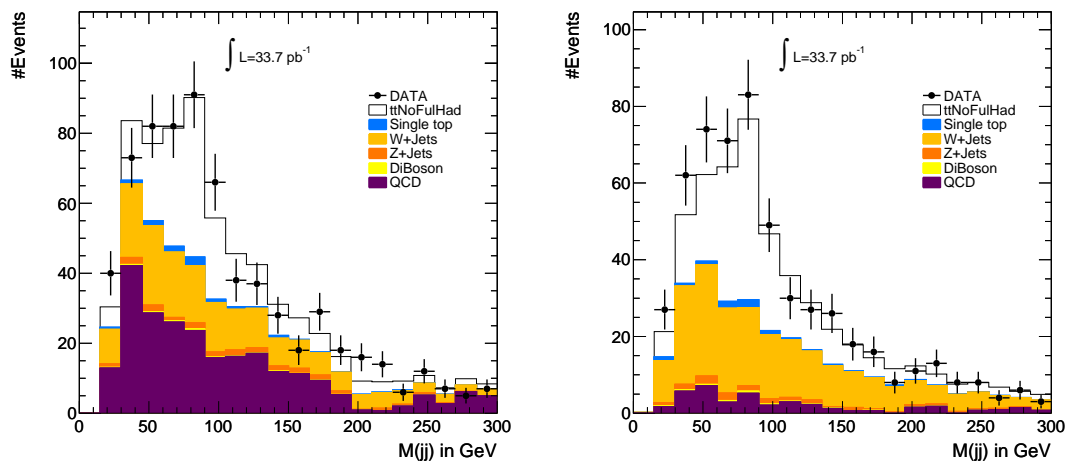 #Events
100
80
60
40
20
0
∫ L=33.7 pb⁻¹
DATA
ttNoFulHad
Single top
W+Jets
Z+Jets
DiBoson
QCD
0 50 100 150 200 250 300
M(jj) in GeV
#Events
100
80
60
40
20
0
∫ L=33.7 pb⁻¹
DATA
ttNoFulHad
Single top
W+Jets
Z+Jets
DiBoson
QCD
0 50 100 150 200 250 300
M(jj) in GeV